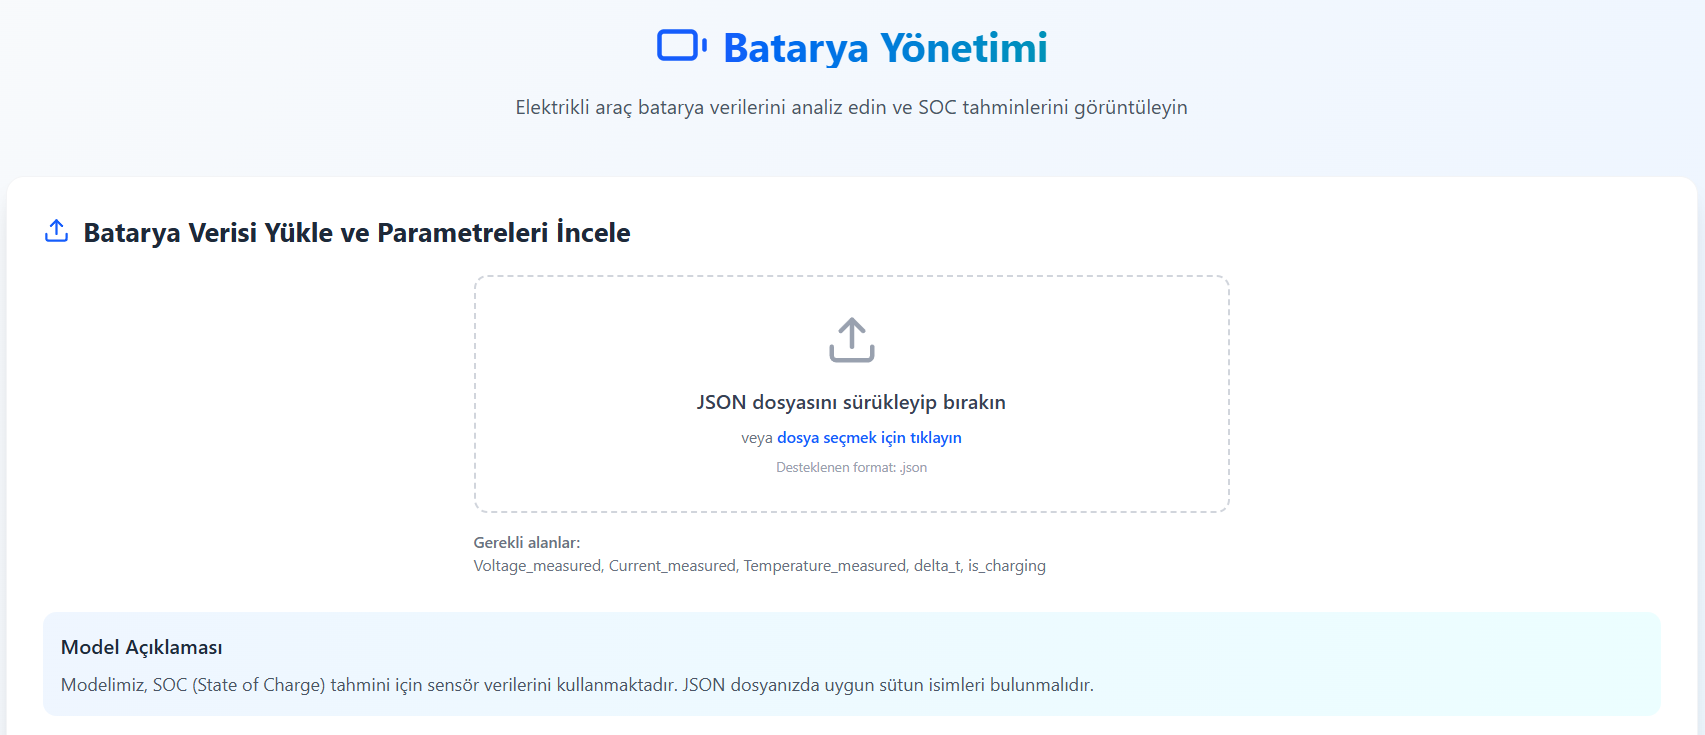 Batarya Yönetimi
Elektrikli araç batarya verilerini analiz edin ve SOC tahminlerini görüntüleyin
Batarya Verisi Yükle ve Parametreleri İncele
JSON dosyasını sürükleyip bırakın
veya dosya seçmek için tıklayın
Desteklenen format: .json
Gerekli alanlar:
Voltage_measured, Current_measured, Temperature_measured, delta_t, is_charging
Model Açıklaması
Modelimiz, SOC (State of Charge) tahmini için sensör verilerini kullanmaktadır. JSON dosyanızda uygun sütun isimleri bulunmalıdır.